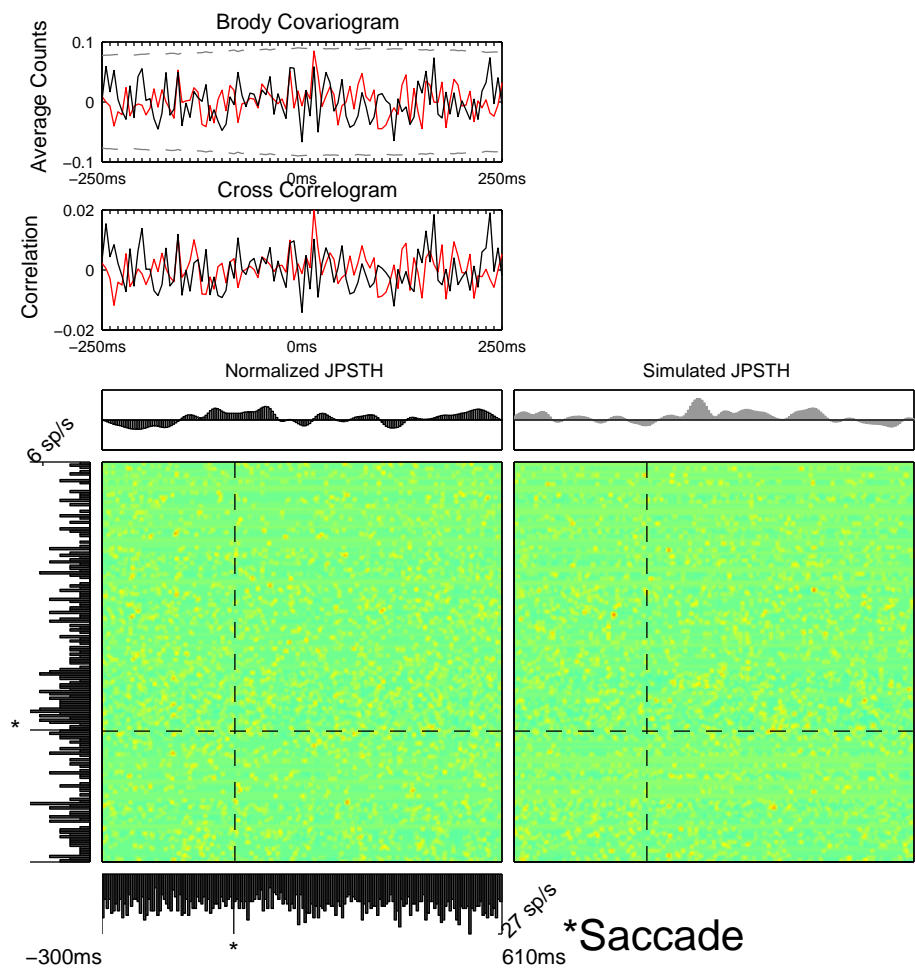 Brody Covariogram
0.1
0
−0.1
Average Counts
−250ms
0ms
250ms
Cross Correlogram
0.02
0
−0.02
Correlation
−250ms
0ms
250ms
Normalized JPSTH
Simulated JPSTH
6 sp/s
*
27 sp/s
*
*Saccade
−300ms
610ms